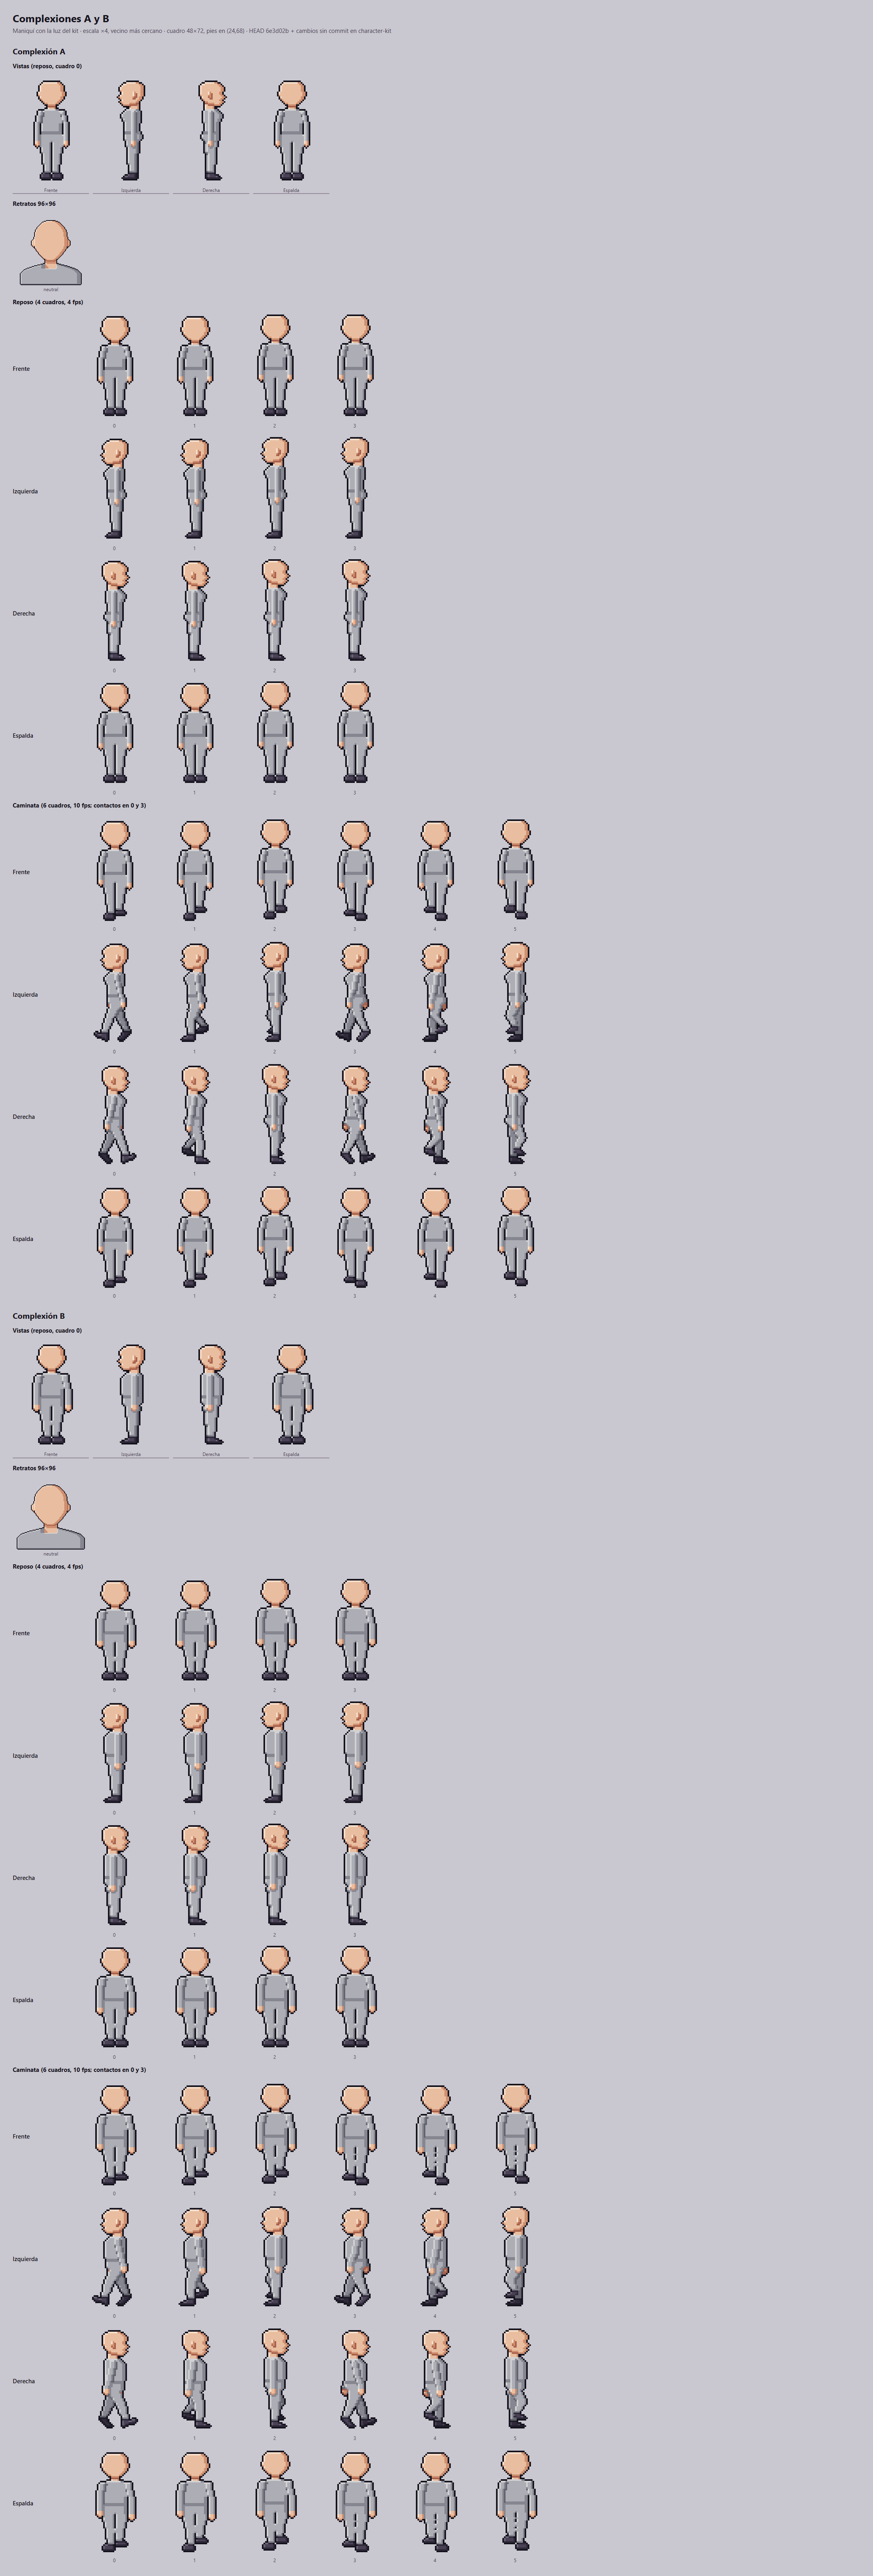 Complexiones A y B
Maniquí con la luz del kit · escala ×4, vecino más cercano · cuadro 48×72, pies en (24,68) · HEAD 6e3d02b + cambios sin commit en character-kit
Complexión A
Vistas (reposo, cuadro 0)
Frente Izquierda Derecha Espalda
Retratos 96×96
neutral
Reposo (4 cuadros, 4 fps)
Frente
0 1 2 3
Izquierda
0 1 2 3
Derecha
0 1 2 3
Espalda
0 1 2 3
Caminata (6 cuadros, 10 fps; contactos en 0 y 3)
Frente
0 1 2 3 4 5
Izquierda
0 1 2 3 4 5
Derecha
0 1 2 3 4 5
Espalda
0 1 2 3 4 5
Complexión B
Vistas (reposo, cuadro 0)
Frente Izquierda Derecha Espalda
Retratos 96×96
neutral
Reposo (4 cuadros, 4 fps)
Frente
0 1 2 3
Izquierda
0 1 2 3
Derecha
0 1 2 3
Espalda
0 1 2 3
Caminata (6 cuadros, 10 fps; contactos en 0 y 3)
Frente
0 1 2 3 4 5
Izquierda
0 1 2 3 4 5
Derecha
0 1 2 3 4 5
Espalda
0 1 2 3 4 5